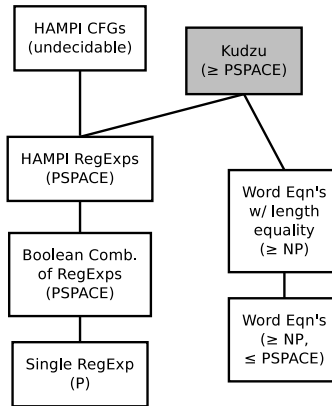 HAMPI CFGs
(undecidable)
Kudzu
(≥ PSPACE)
HAMPI RegExps
(PSPACE)
Word Eqn's
w/ length
equality
(≥ NP)
Boolean Comb.
of RegExps
(PSPACE)
Word Eqn's
(≥ NP,
≤ PSPACE)
Single RegExp
(P)